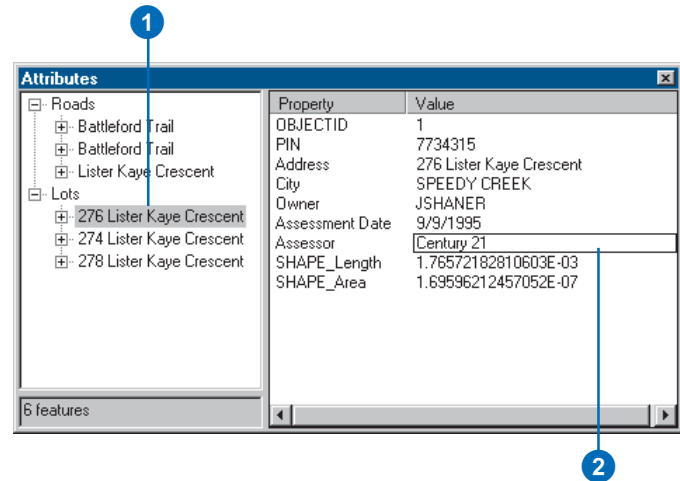 1
Attributes
Roads
Battleford Trail
Battleford Trail
Lister Kaye Crescent
Lots
276 Lister Kaye Crescent
274 Lister Kaye Crescent
278 Lister Kaye Crescent
6 features
Property Value
OBJECTID 1
PIN 7734315
Address 276 Lister Kaye Crescent
City SPEEDY CREEK
Owner JSHANER
Assessment Date 9/9/1995
Assessor Century 21
SHAPE_Length 1.76572182810603E-03
SHAPE_Area 1.69596212457052E-07
2